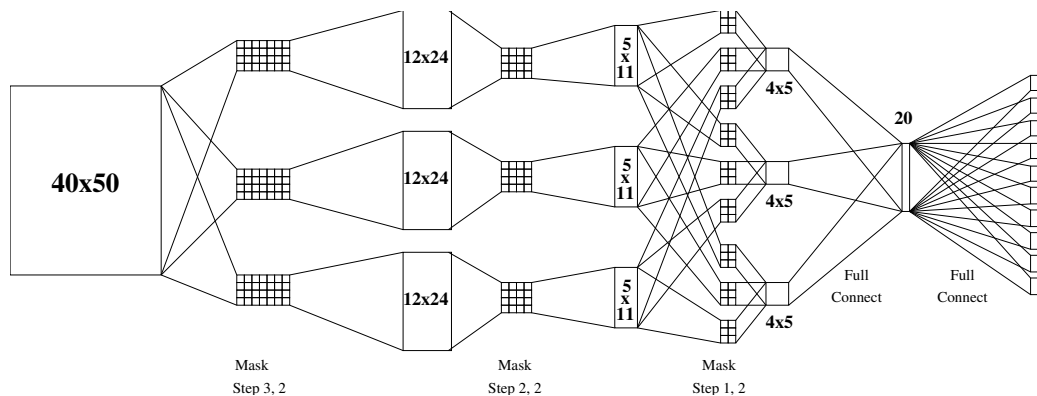 40x50
12x24
12x24
12x24
5
x
11
5
x
11
5
x
11
4x5
4x5
4x5
20
Full
Connect
Full
Connect
Mask
Step 3, 2
Mask
Step 2, 2
Mask
Step 1, 2